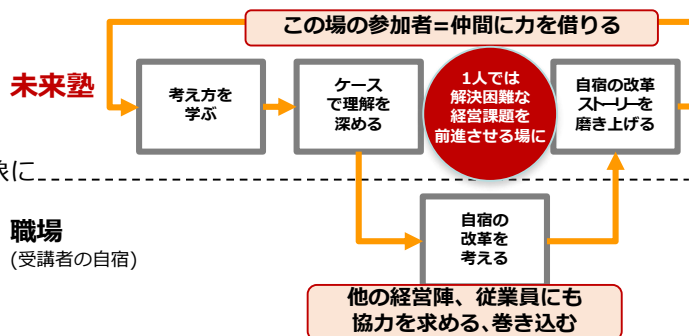 この場の参加者=仲間に力を借りる
未来塾
考え方を
学ぶ
ケース
で理解を
深める
1人では
解決困難な
経営課題を
前進させる場に
自宿の改革
ストーリーを
磨き上げる
に
職場
(受講者の自宿)
自宿の
改革を
考える
他の経営陣、従業員にも
協力を求める、巻き込む